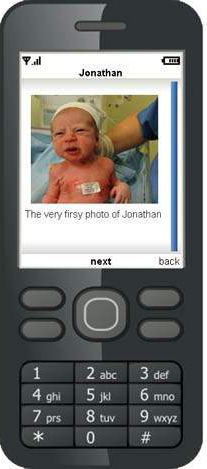 Jonathan
The very firsy photo of Jonathan
next
back
1 2 abc 3 def
4 ghi 5 jkl 6 mno
7 prs 8 tuv 9 wxyz
* 0 #